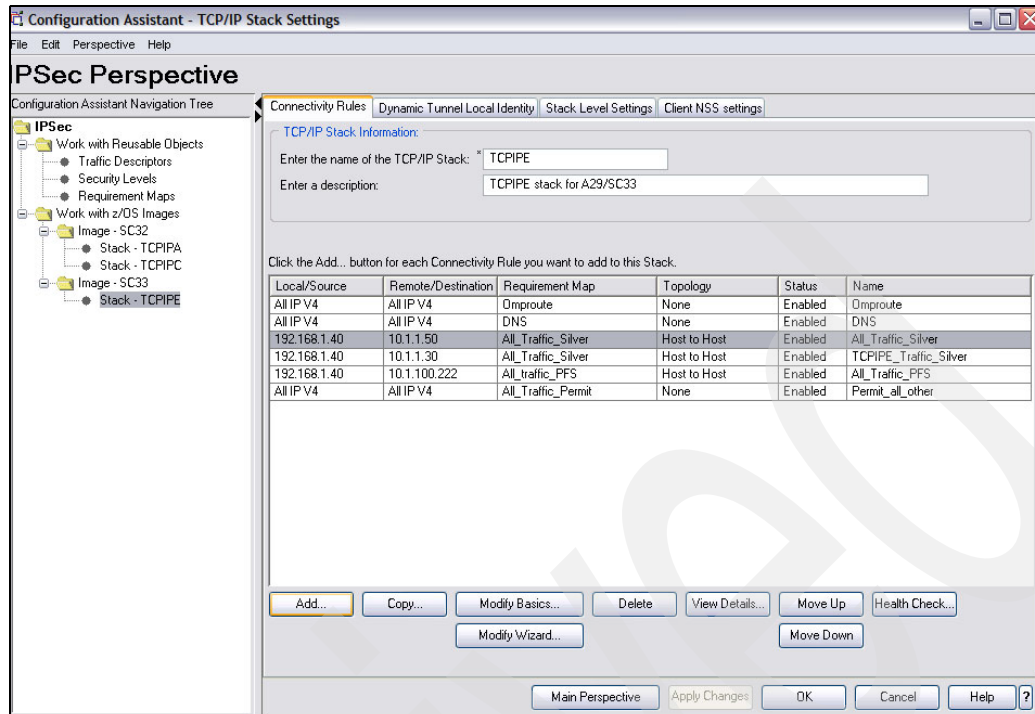 Configuration Assistant - TCP/IP Stack Settings
File Edit Perspective Help
IPSec Perspective
Configuration Assistant Navigation Tree
IPSec
Work with Reusable Objects
Traffic Descriptors
Security Levels
Requirement Maps
Work with z/OS Images
Image - SC32
Stack - TCPIPA
Stack - TCPIPC
Image - SC33
Stack - TCPIPE
Connectivity Rules Dynamic Tunnel Local Identity Stack Level Settings Client NSS settings
TCP/IP Stack Information:
Enter the name of the TCP/IP Stack: * TCPIPE
Enter a description: TCPIPE stack for A29/SC33
Click the Add... button for each Connectivity Rule you want to add to this Stack.
Local/Source Remote/Destination Requirement Map Topology Status Name
All IP V4 All IP V4 Omproute None Enabled Omproute
All IP V4 All IP V4 DNS None Enabled DNS
192.168.1.40 10.1.1.50 All_Traffic_Silver Host to Host Enabled All_Traffic_Silver
192.168.1.40 10.1.1.30 All_Traffic_Silver Host to Host Enabled TCPIPE_Traffic_Silver
192.168.1.40 10.1.100.222 All_traffic_PFS Host to Host Enabled All_Traffic_PFS
All IP V4 All IP V4 All_Traffic_Permit None Enabled Permit_all_other
Add... Copy... Modify Basics... Delete View Details... Move Up Health Check...
Modify Wizard... Move Down
Main Perspective Apply Changes OK Cancel Help ?